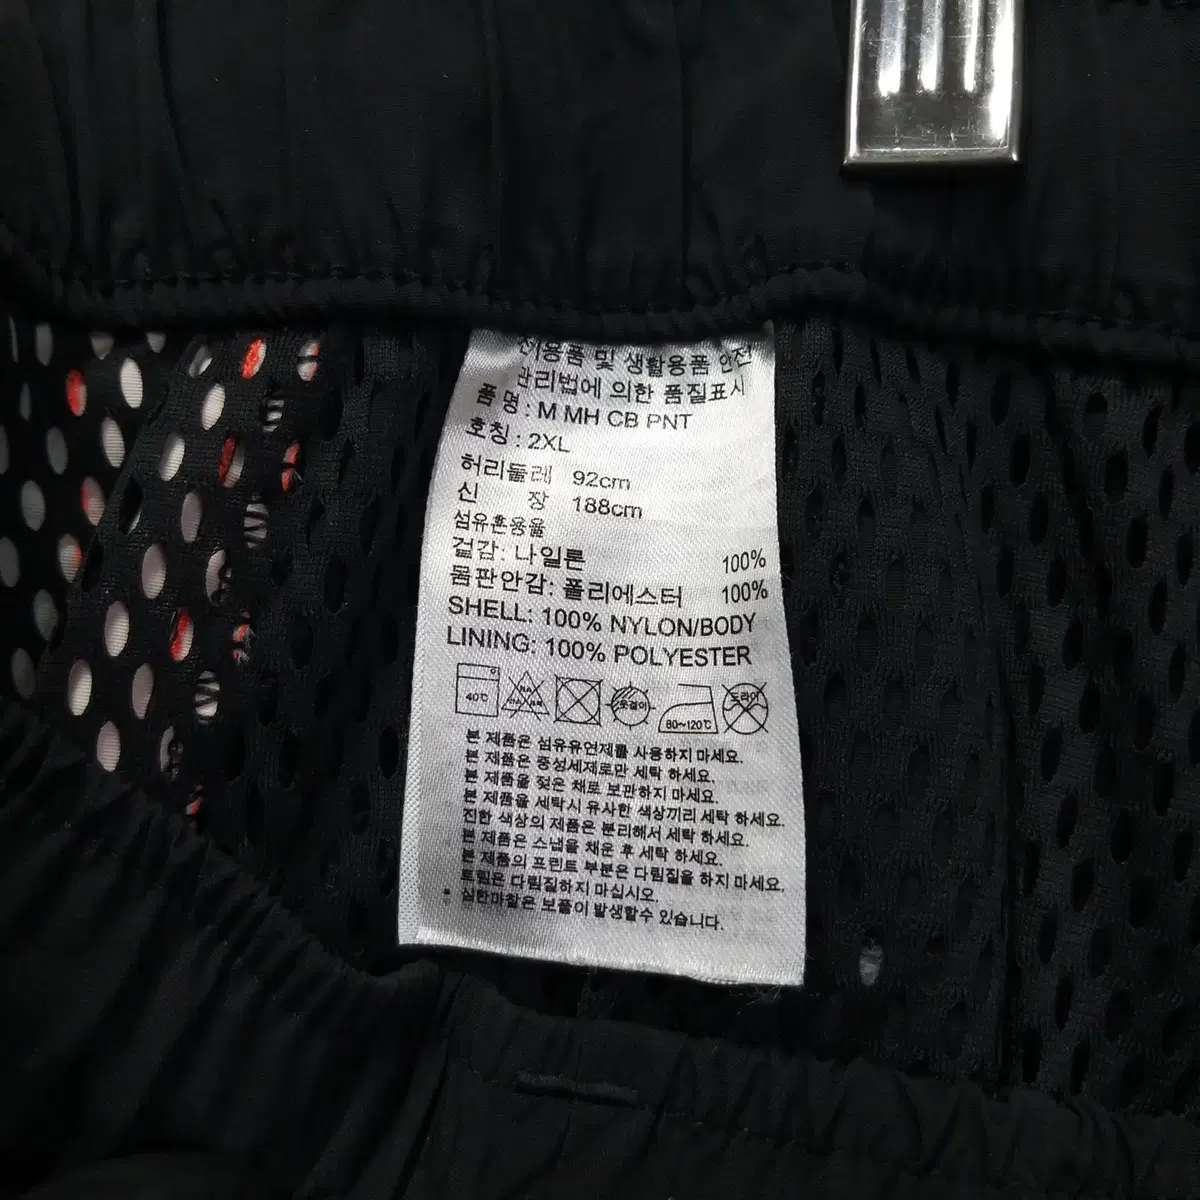 전기용품 및 생활용품 안전
관리법에 의한 품질표시
품 명 : M MH CB PNT
호칭 : 2XL
허리둘레 92cm
신 장 188cm
섬유혼용율
겉감: 나일론 100%
몸판안감: 폴리에스터 100%
SHELL: 100% NYLON/BODY
LINING: 100% POLYESTER
40℃ 옷걸이 80~120℃ 드라이
본 제품은 섬유유연제를 사용하지 마세요.
본 제품은 중성세제로만 세탁 하세요.
본 제품을 젖은 채로 보관하지 마세요.
본 제품을 세탁시 유사한 색상끼리 세탁 하세요.
진한 색상의 제품은 분리해서 세탁 하세요.
본 제품은 스냅을 채운 후 세탁 하세요.
본 제품의 프린트 부분은 다림질을 하지 마세요.
트림은 다림질하지 마십시오.
* 심한마찰은 보풀이 발생할수 있습니다.